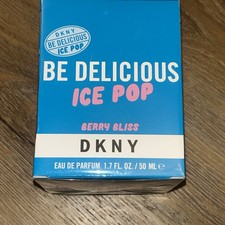 DKNY
BE DELICIOUS
ICE POP
BE DELICIOUS
ICE POP
BERRY BLISS
DKNY
EAU DE PARFUM 1.7 FL. OZ. / 50 ML ℮